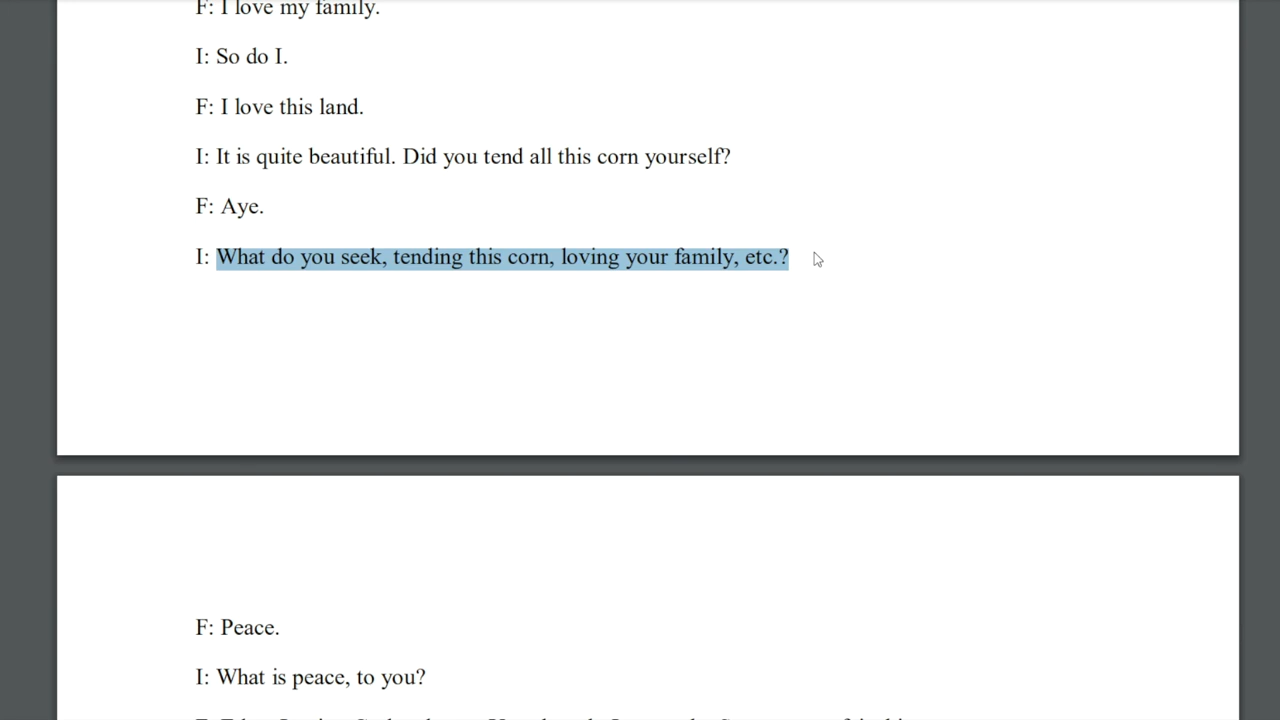 F: I love my family.
I: So do I.
F: I love this land.
I: It is quite beautiful. Did you tend all this corn yourself?
F: Aye.
I: What do you seek, tending this corn, loving your family, etc.?
F: Peace.
I: What is peace, to you?